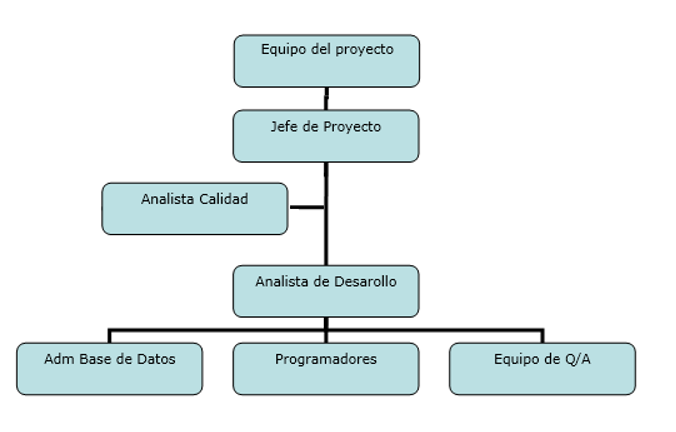 Equipo del proyecto
Jefe de Proyecto
Analista Calidad
Analista de Desarollo
Adm Base de Datos
Programadores
Equipo de Q/A